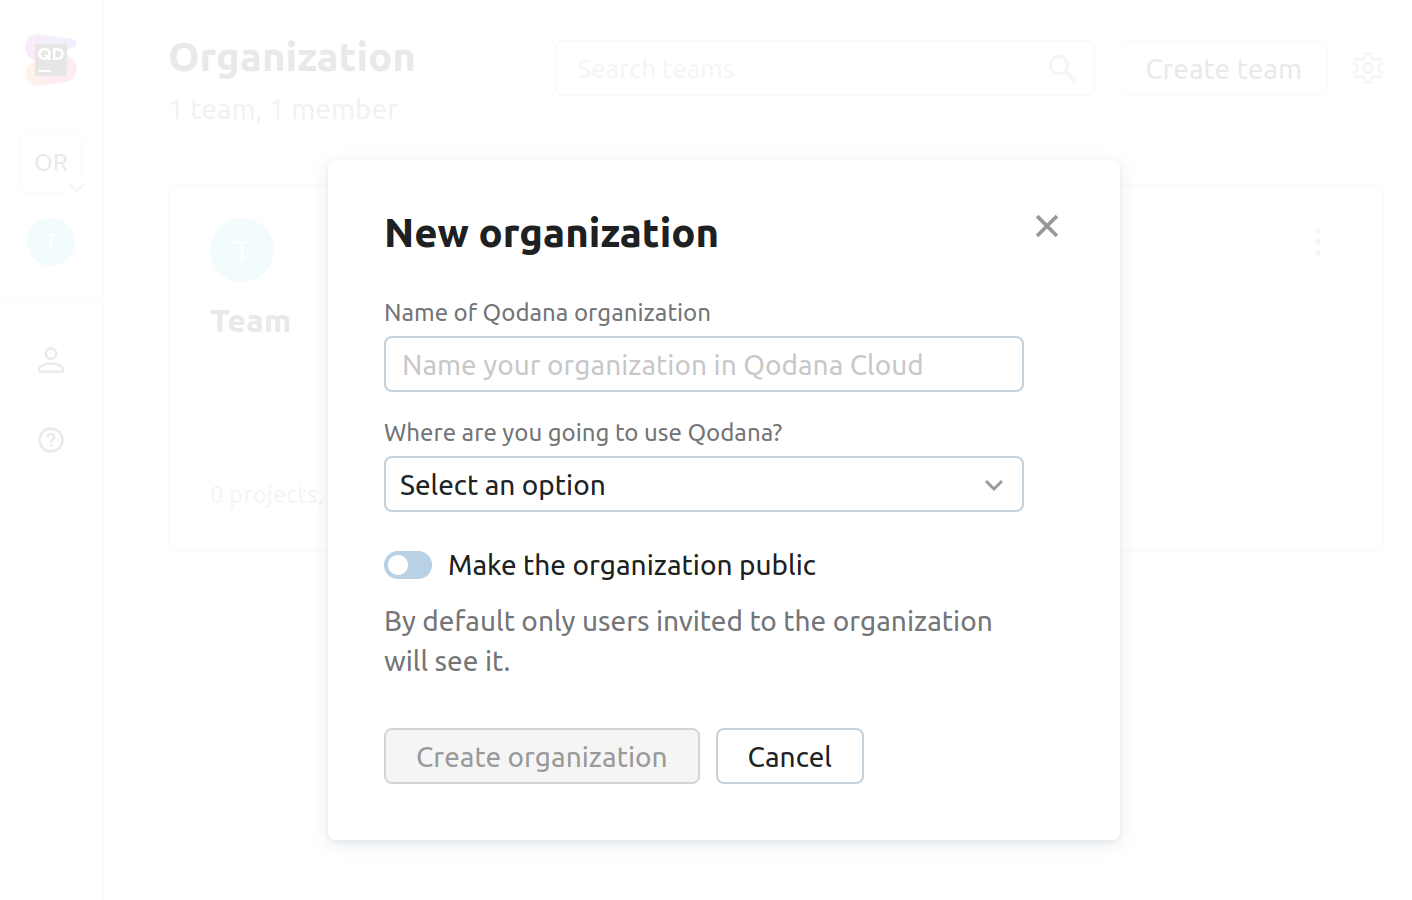 QD
Organization
Search teams
Create team
1 team, 1 member
OR
T
T
Team
0 projects,
New organization
Name of Qodana organization
Name your organization in Qodana Cloud
Where are you going to use Qodana?
Select an option
Make the organization public
By default only users invited to the organization
will see it.
Create organization
Cancel